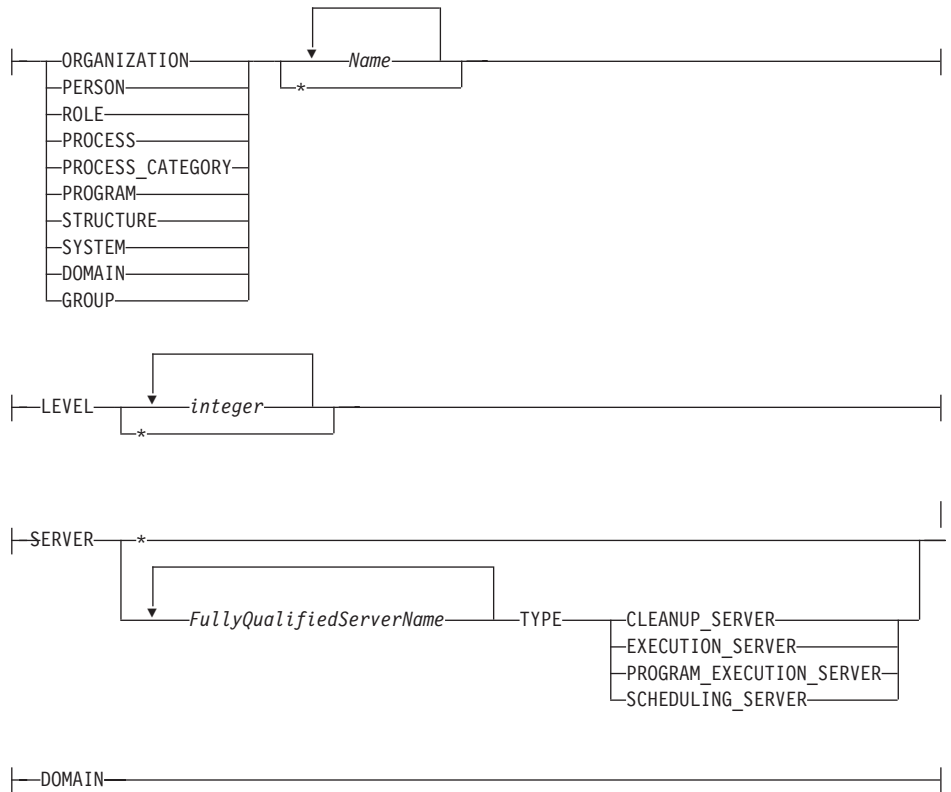 ORGANIZATION Name
PERSON *
ROLE
PROCESS
PROCESS_CATEGORY
PROGRAM
STRUCTURE
SYSTEM
DOMAIN
GROUP
LEVEL integer
*
SERVER *
FullyQualifiedServerName TYPE CLEANUP_SERVER
EXECUTION_SERVER
PROGRAM_EXECUTION_SERVER
SCHEDULING_SERVER
DOMAIN